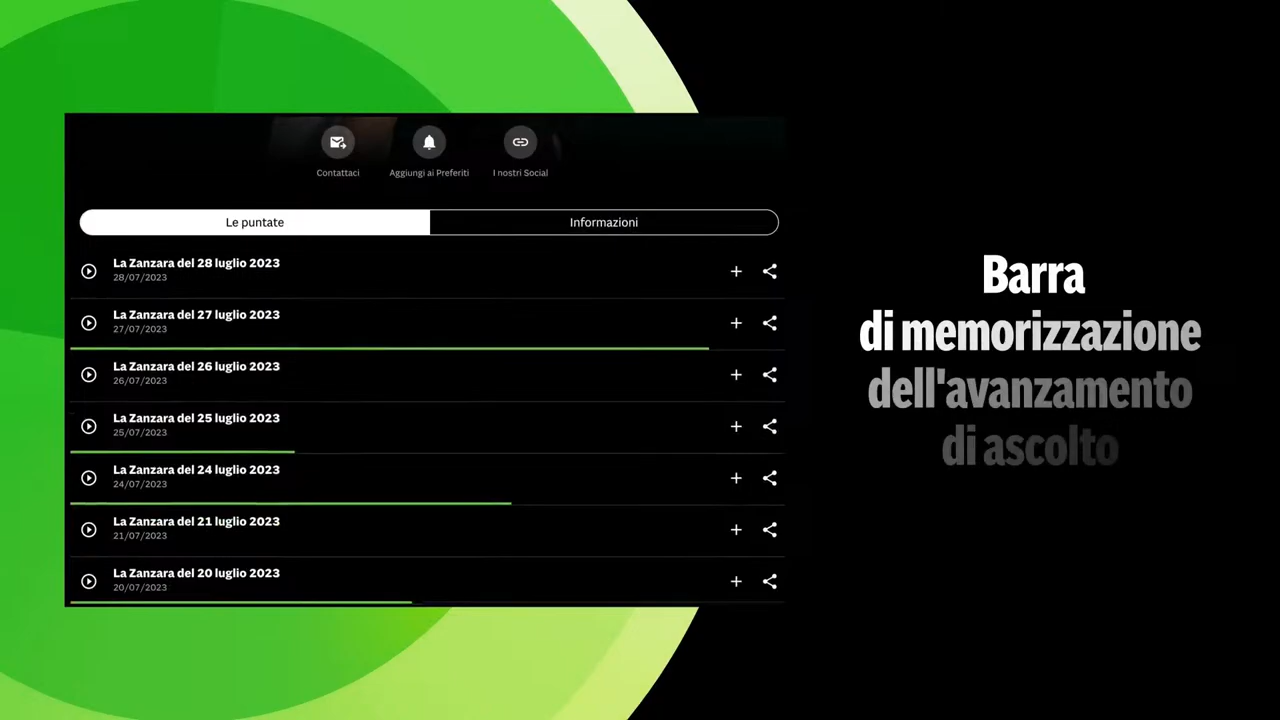 Contattaci
Aggiungi ai Preferiti
I nostri Social
Le puntate
Informazioni
La Zanzara del 28 luglio 2023
28/07/2023
La Zanzara del 27 luglio 2023
27/07/2023
La Zanzara del 26 luglio 2023
26/07/2023
La Zanzara del 25 luglio 2023
25/07/2023
La Zanzara del 24 luglio 2023
24/07/2023
La Zanzara del 21 luglio 2023
21/07/2023
La Zanzara del 20 luglio 2023
20/07/2023
Barra
di memorizzazione
dell'avanzamento
di ascolto